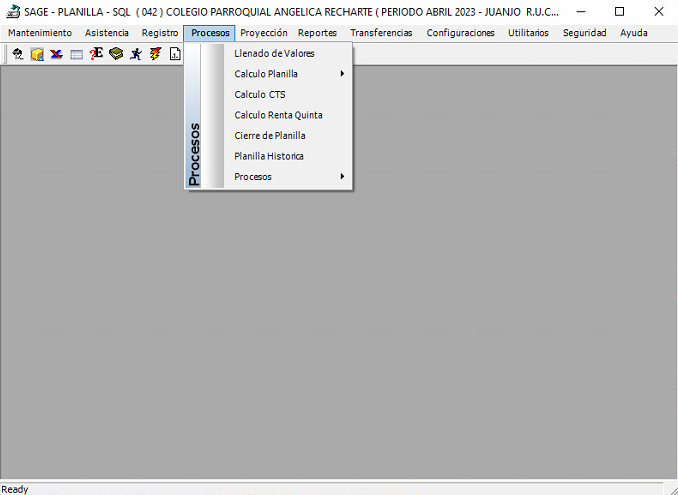 SAGE - PLANILLA - SQL ( 042 ) COLEGIO PARROQUIAL ANGELICA RECHARTE ( PERIODO ABRIL 2023 - JUANJO R.U.C...
Mantenimiento Asistencia Registro Procesos Proyección Reportes Transferencias Configuraciones Utilitarios Seguridad Ayuda
?E
Llenado de Valores
Calculo Planilla
Calculo CTS
Calculo Renta Quinta
Cierre de Planilla
Planilla Historica
Procesos
Procesos
Ready